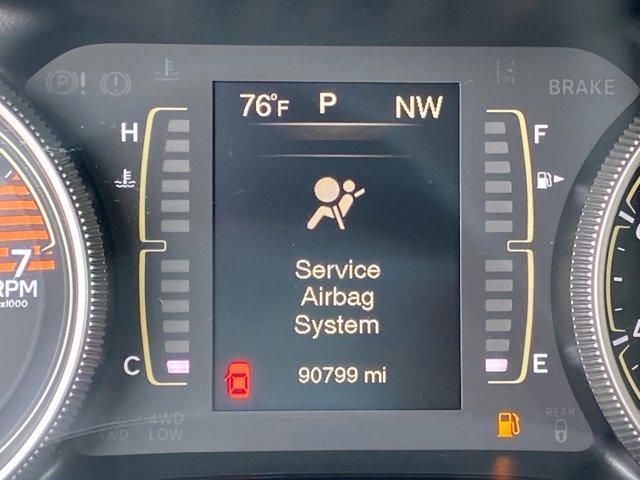 BRAKE
76°F P NW
H
F
Service
Airbag
System
C
E
90799 mi
7
RPM
x1000
4WD
LOW
REAR